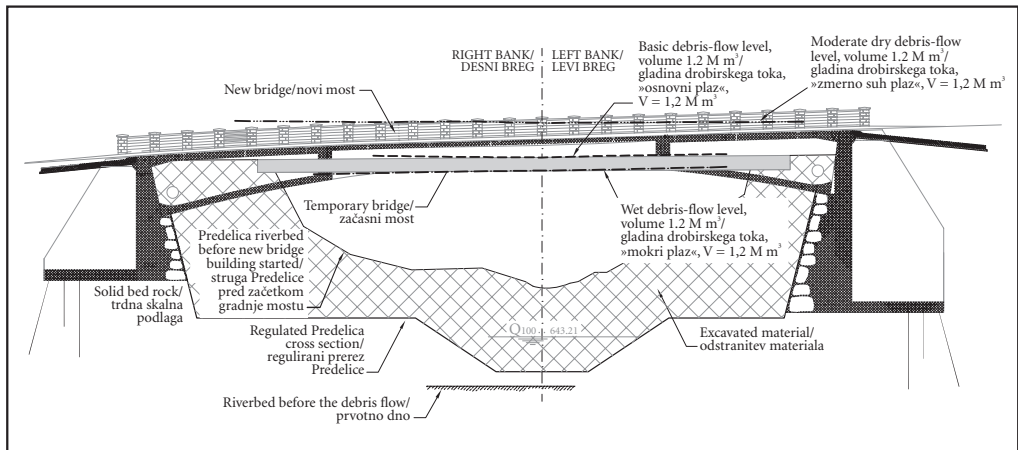 RIGHT BANK/
DESNI BREG
LEFT BANK/
LEVI BREG
Basic debris-flow level,
volume 1.2 M m³/
gladina drobirskega toka,
»osnovni plaz«,
V = 1,2 M m³
Moderate dry debris-flow
level, volume 1.2 M m³/
gladina drobirskega toka,
»zmerno suh plaz«, V = 1,2 M m³
New bridge/novi most
Temporary bridge/
začasni most
Wet debris-flow level,
volume 1.2 M m³/
gladina drobirskega toka,
»mokri plaz«, V = 1,2 M m³
Predelica riverbed
before new bridge
building started/
struga Predelice
pred začetkom
gradnje mostu
Solid bed rock/
trdna skalna
podlaga
Regulated Predelica
cross section/
regulirani prerez
Predelice
Q100 643.21
Excavated material/
odstranitev materiala
Riverbed before the debris flow/
prvotno dno